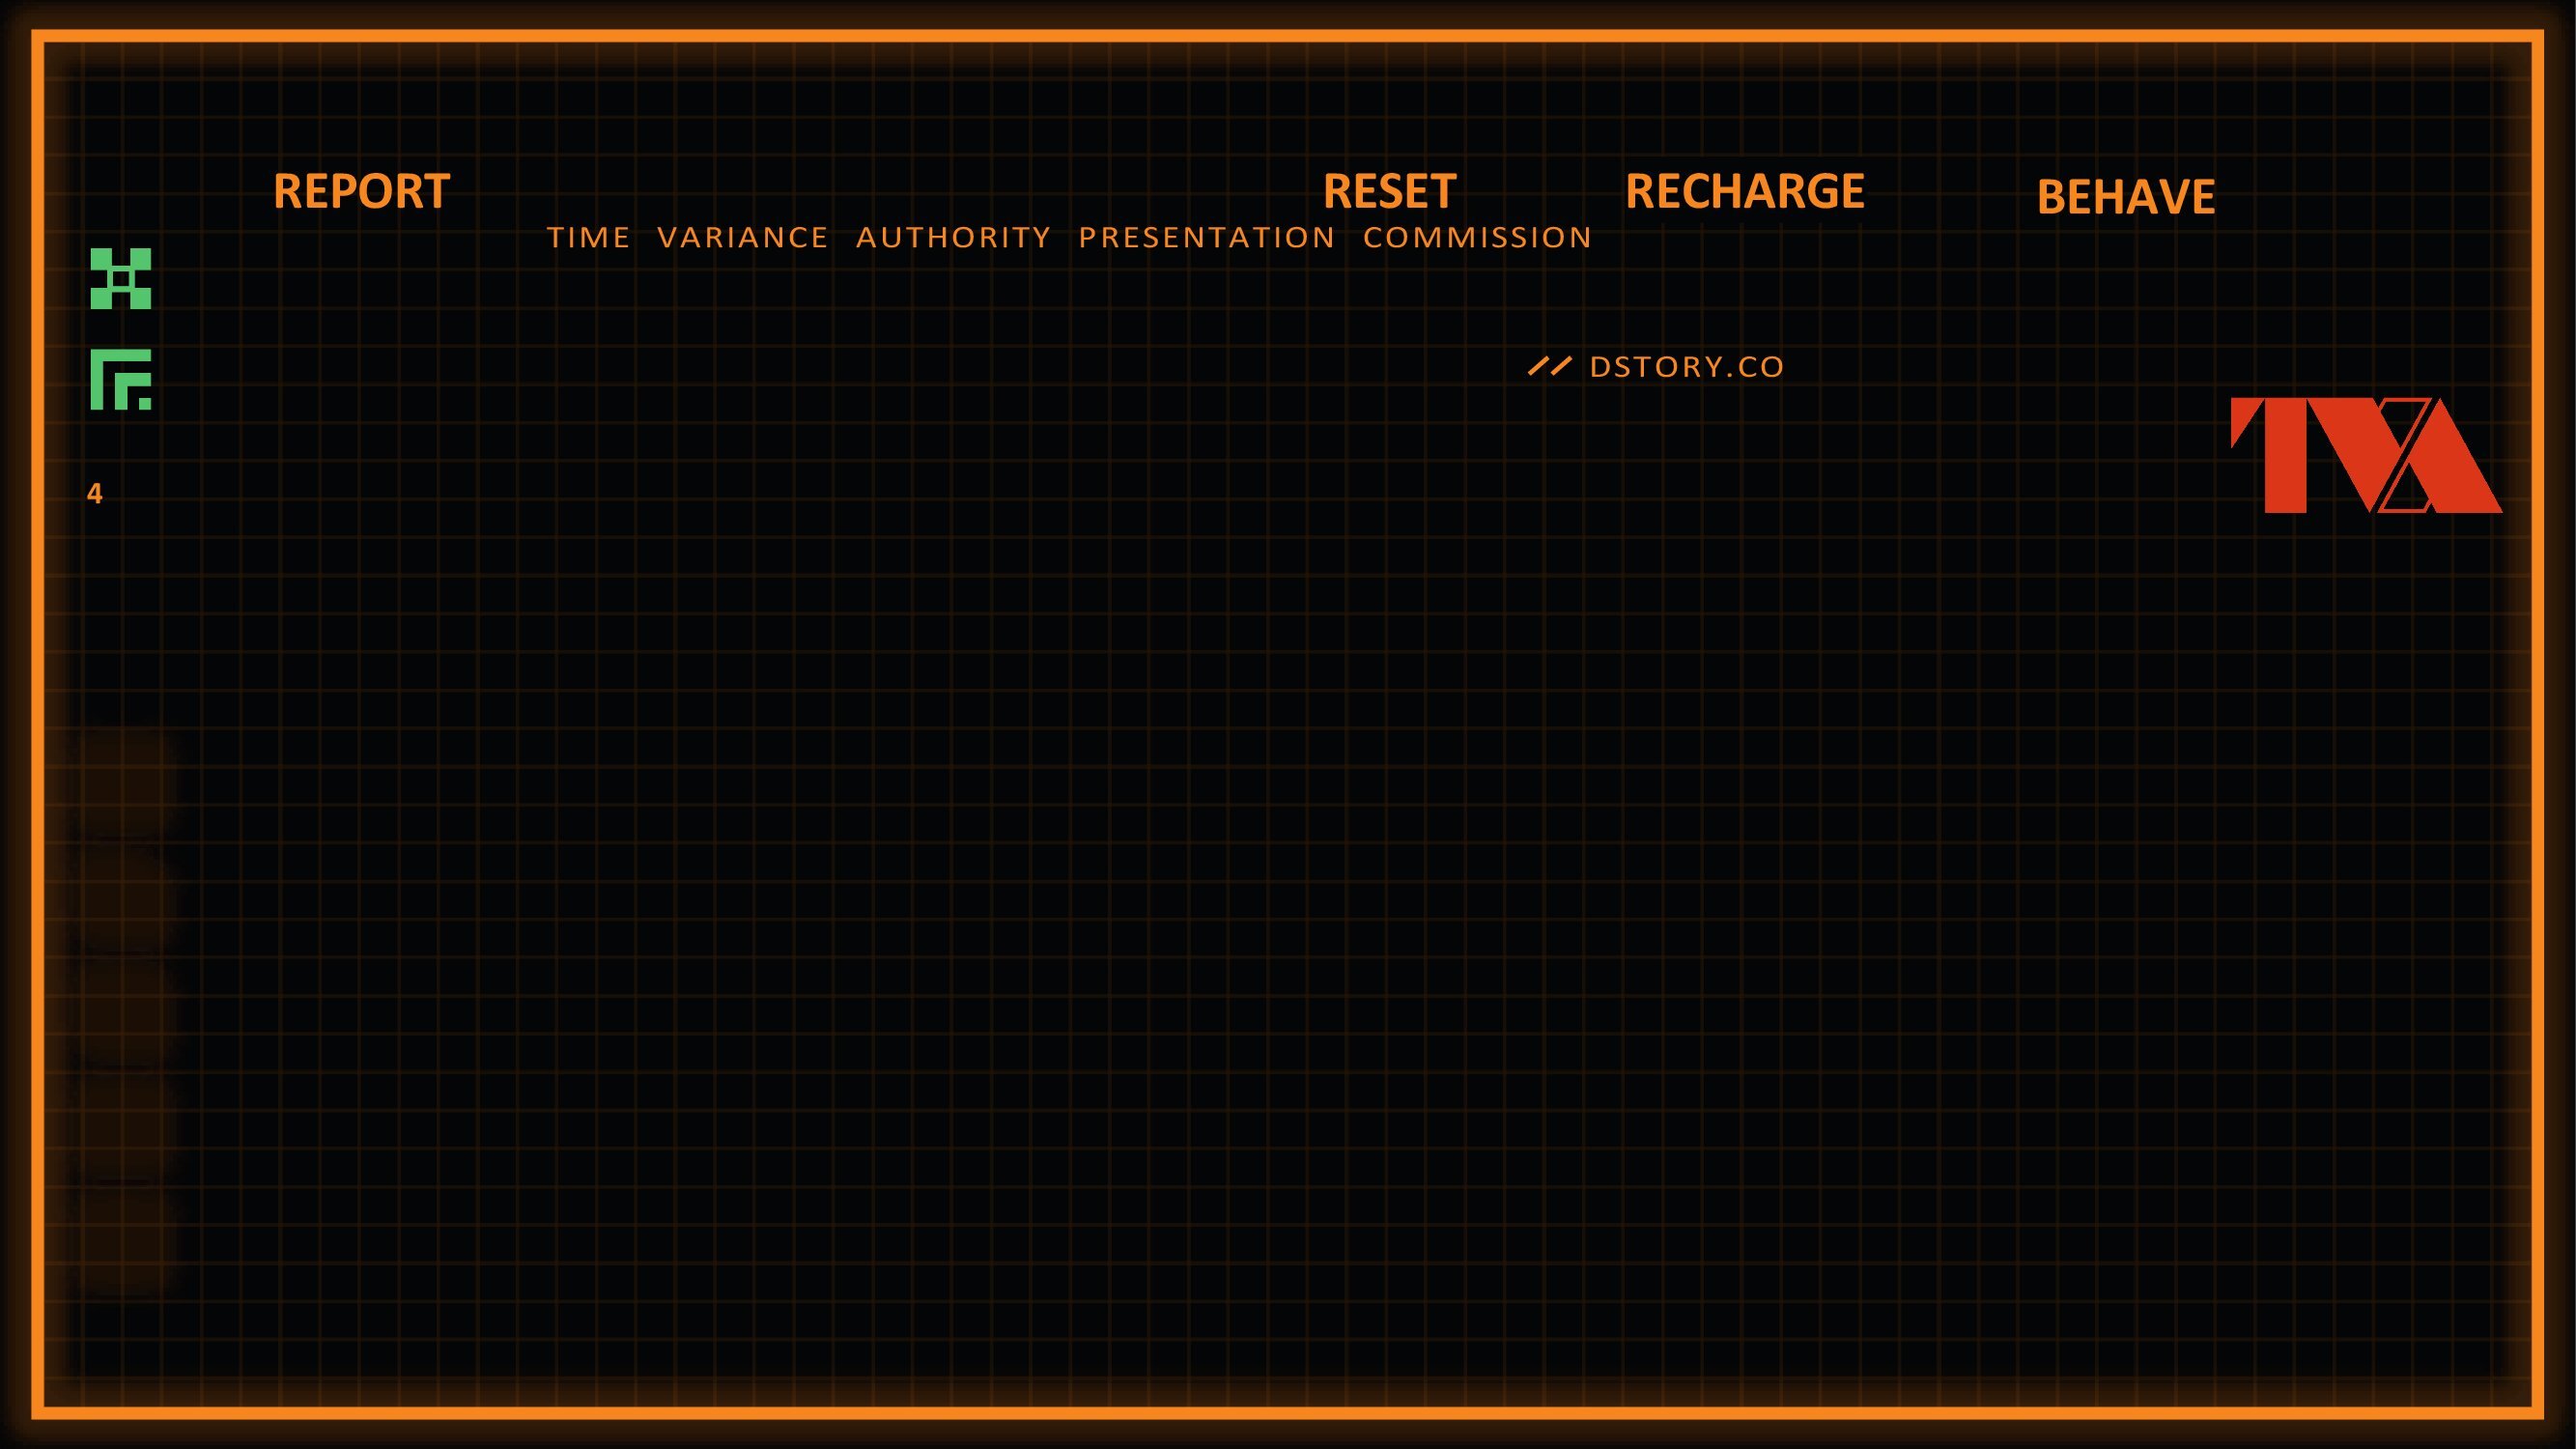 REPORT RESET RECHARGE BEHAVE
TIME VARIANCE AUTHORITY PRESENTATION COMMISSION
// DSTORY.CO
TVA
4